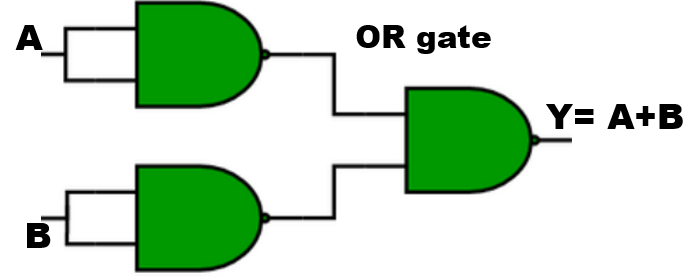 A
OR gate
Y= A+B
B